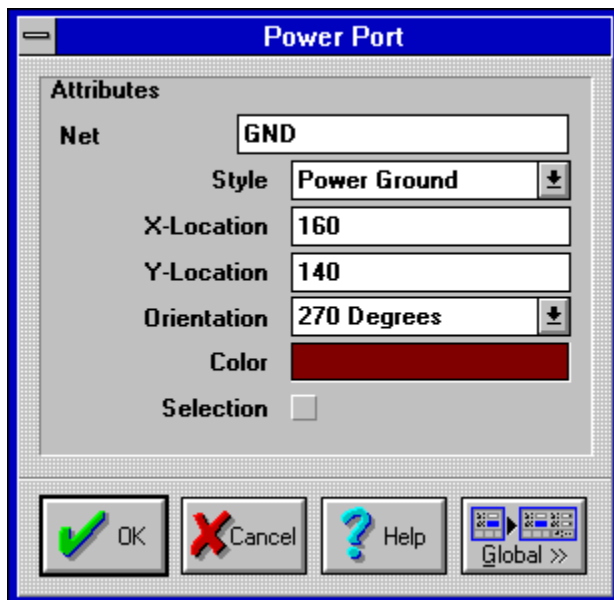 Power Port
Attributes
Net GND
Style Power Ground
X-Location 160
Y-Location 140
Orientation 270 Degrees
Color
Selection
OK Cancel Help Global >>